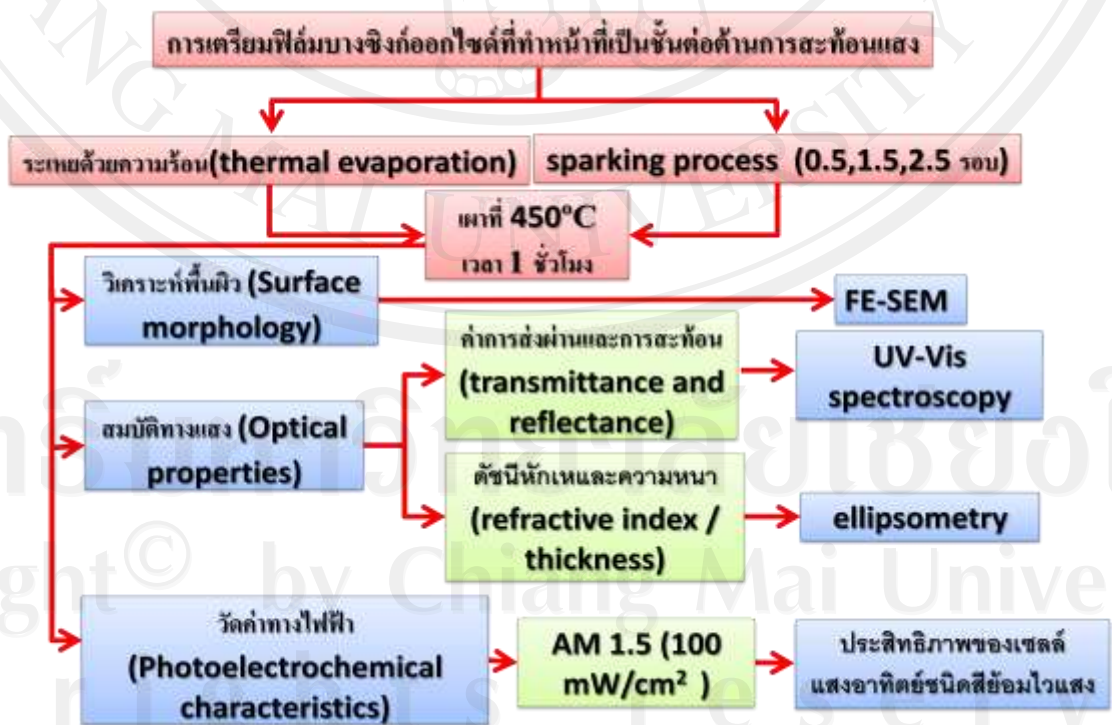 การเตรียมฟิล์มบางซิงก์ออกไซด์ที่ทำหน้าที่เป็นชั้นต่อต้านการสะท้อนแสง
ระเหยด้วยความร้อน(thermal evaporation)
sparking process (0.5,1.5,2.5 รอบ)
เผาที่ 450°C
เวลา 1 ชั่วโมง
วิเคราะห์พื้นผิว (Surface
morphology)
FE-SEM
ค่าการส่งผ่านและการสะท้อน
(transmittance and
reflectance)
UV-Vis
spectroscopy
สมบัติทางแสง (Optical
properties)
ดัชนีหักเหและความหนา
(refractive index /
thickness)
ellipsometry
วัดค่าทางไฟฟ้า
(Photoelectrochemical
characteristics)
AM 1.5 (100
mW/cm² )
ประสิทธิภาพของเซลล์
แสงอาทิตย์ชนิดสีย้อมไวแสง
by Chiang Mai Unive